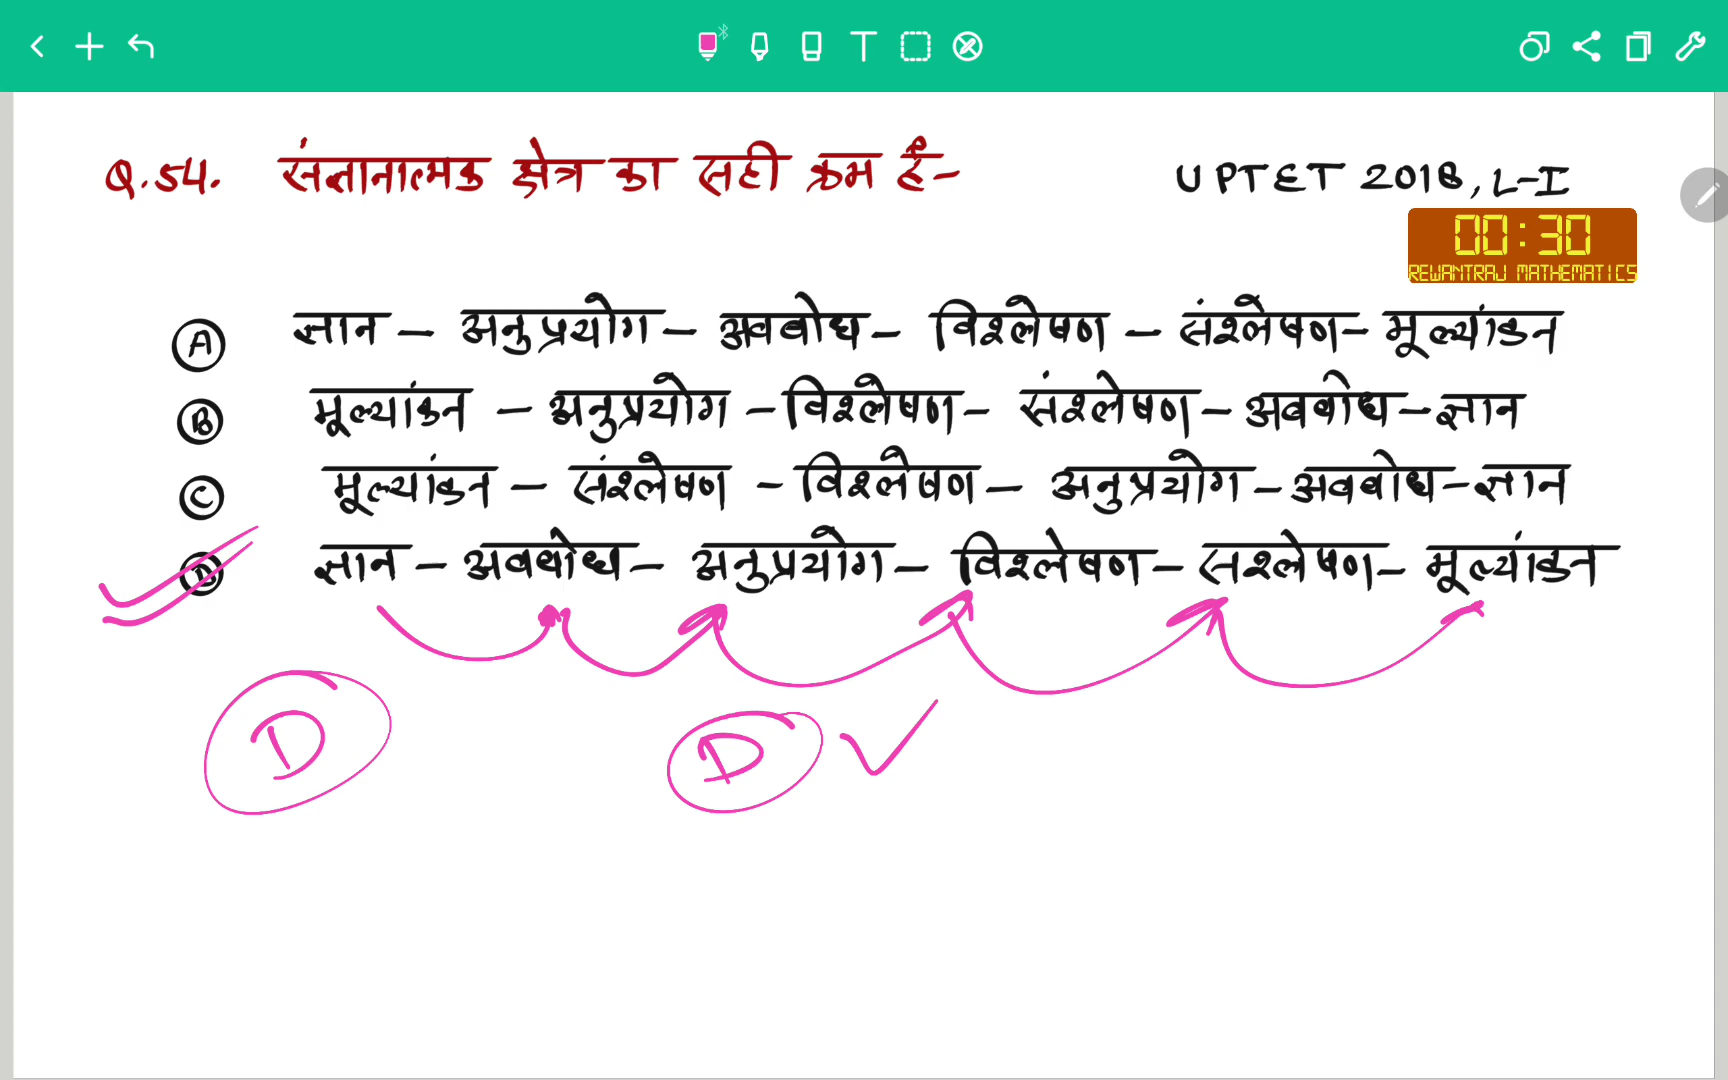 Q.54. संज्ञानात्मक क्षेत्र का सही क्रम है- UPTET 2018, L-I
00:30
REWANTRAJ MATHEMATICS
(A) ज्ञान - अनुप्रयोग - अवबोध - विश्लेषण - संश्लेषण - मूल्यांकन
(B) मूल्यांकन - अनुप्रयोग - विश्लेषण - संश्लेषण - अवबोध - ज्ञान
(C) मूल्यांकन - संश्लेषण - विश्लेषण - अनुप्रयोग - अवबोध - ज्ञान
(D) ज्ञान - अवबोध - अनुप्रयोग - विश्लेषण - सश्लेषण - मूल्यांकन
D D